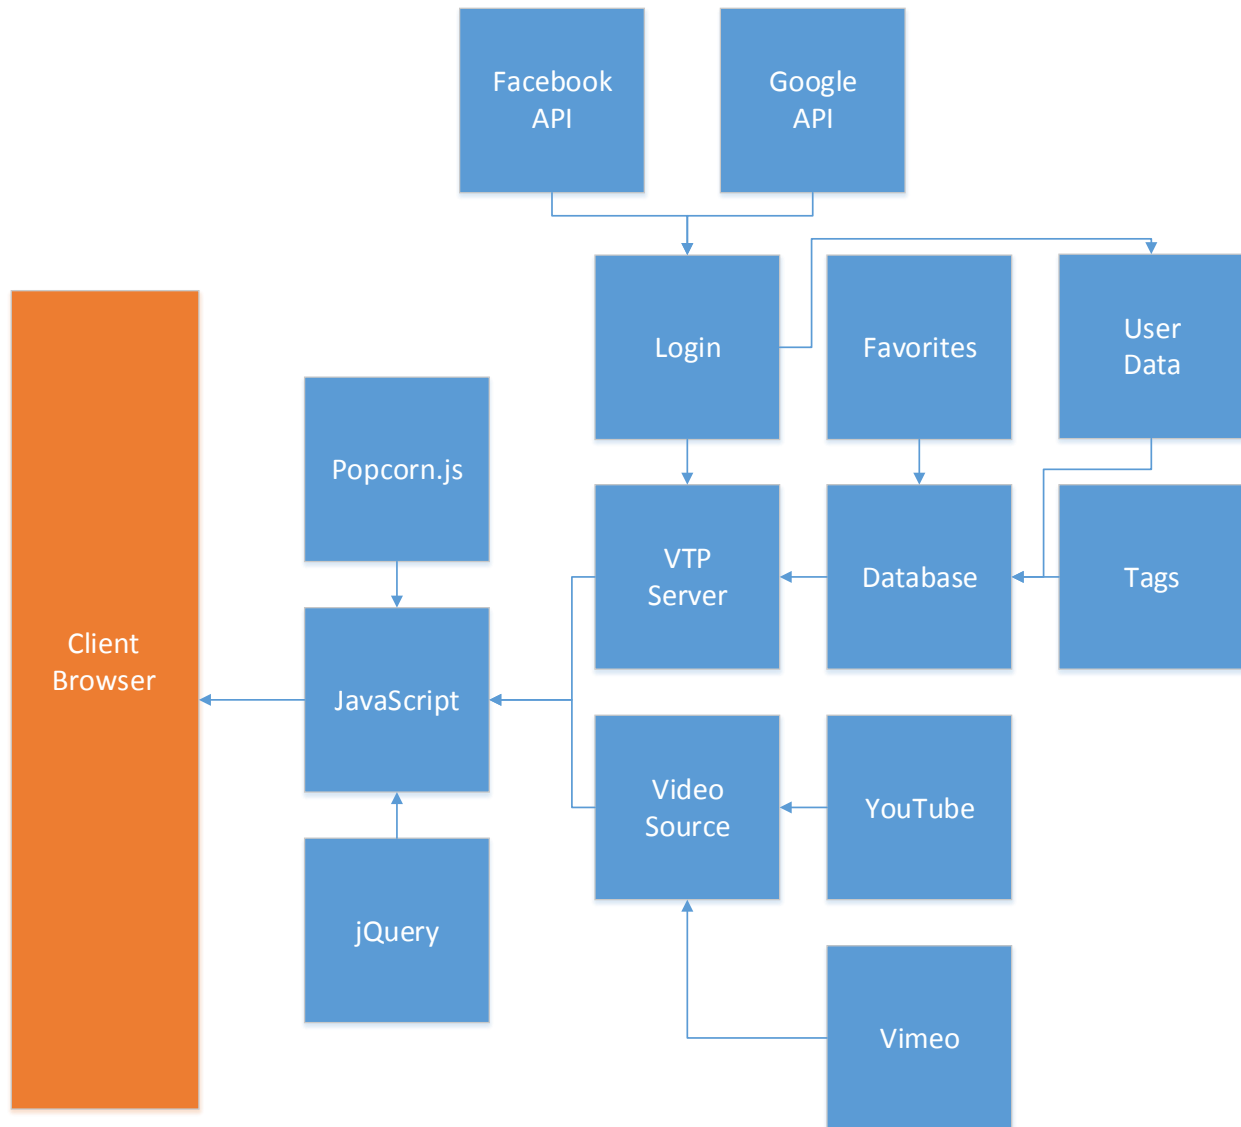 Facebook
API
Google
API
Login
Favorites
User
Data
Popcorn.js
VTP
Server
Database
Tags
Client
Browser
JavaScript
Video
Source
YouTube
jQuery
Vimeo